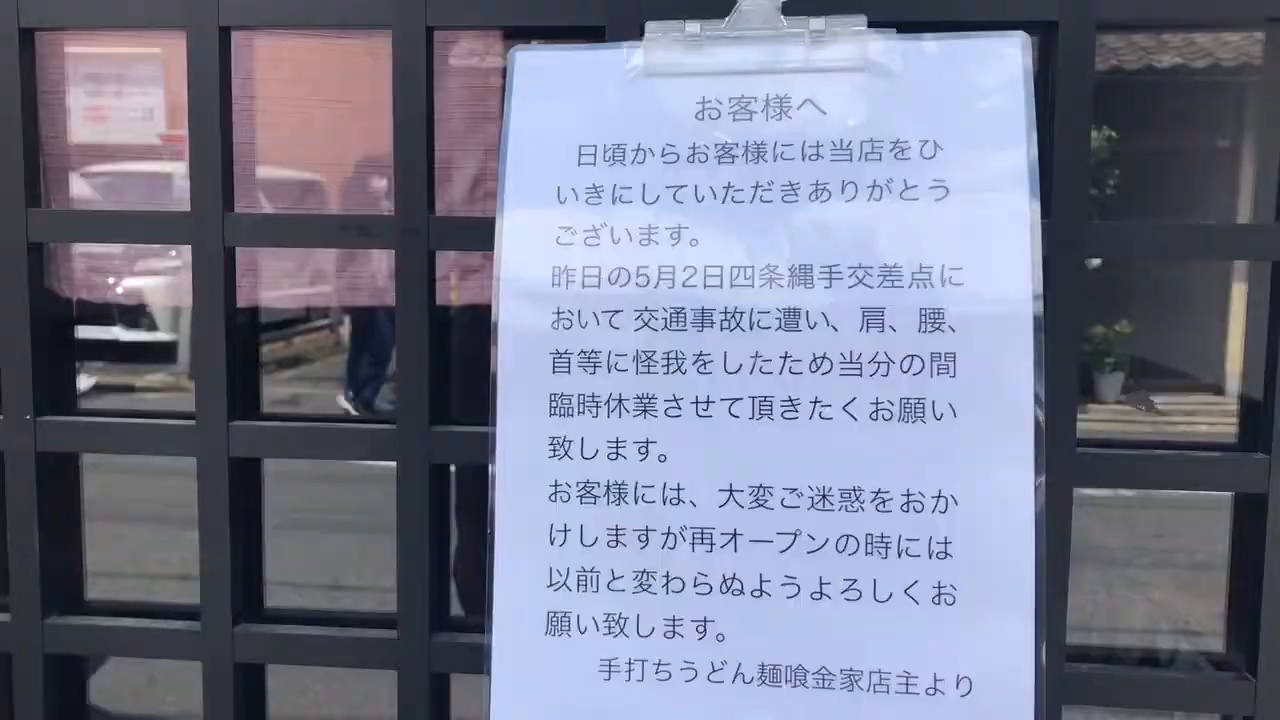 お客様へ
日頃からお客様には当店をひ
いきにしていただきありがとう
ございます。
昨日の5月2日四条縄手交差点に
おいて交通事故に遭い、肩、腰、
首等に怪我をしたため当分の間
臨時休業させて頂きたくお願い
致します。
お客様には、大変ご迷惑をおか
けしますが再オープンの時には
以前と変わらぬようよろしくお
願い致します。
手打ちうどん麺喰金家店主より